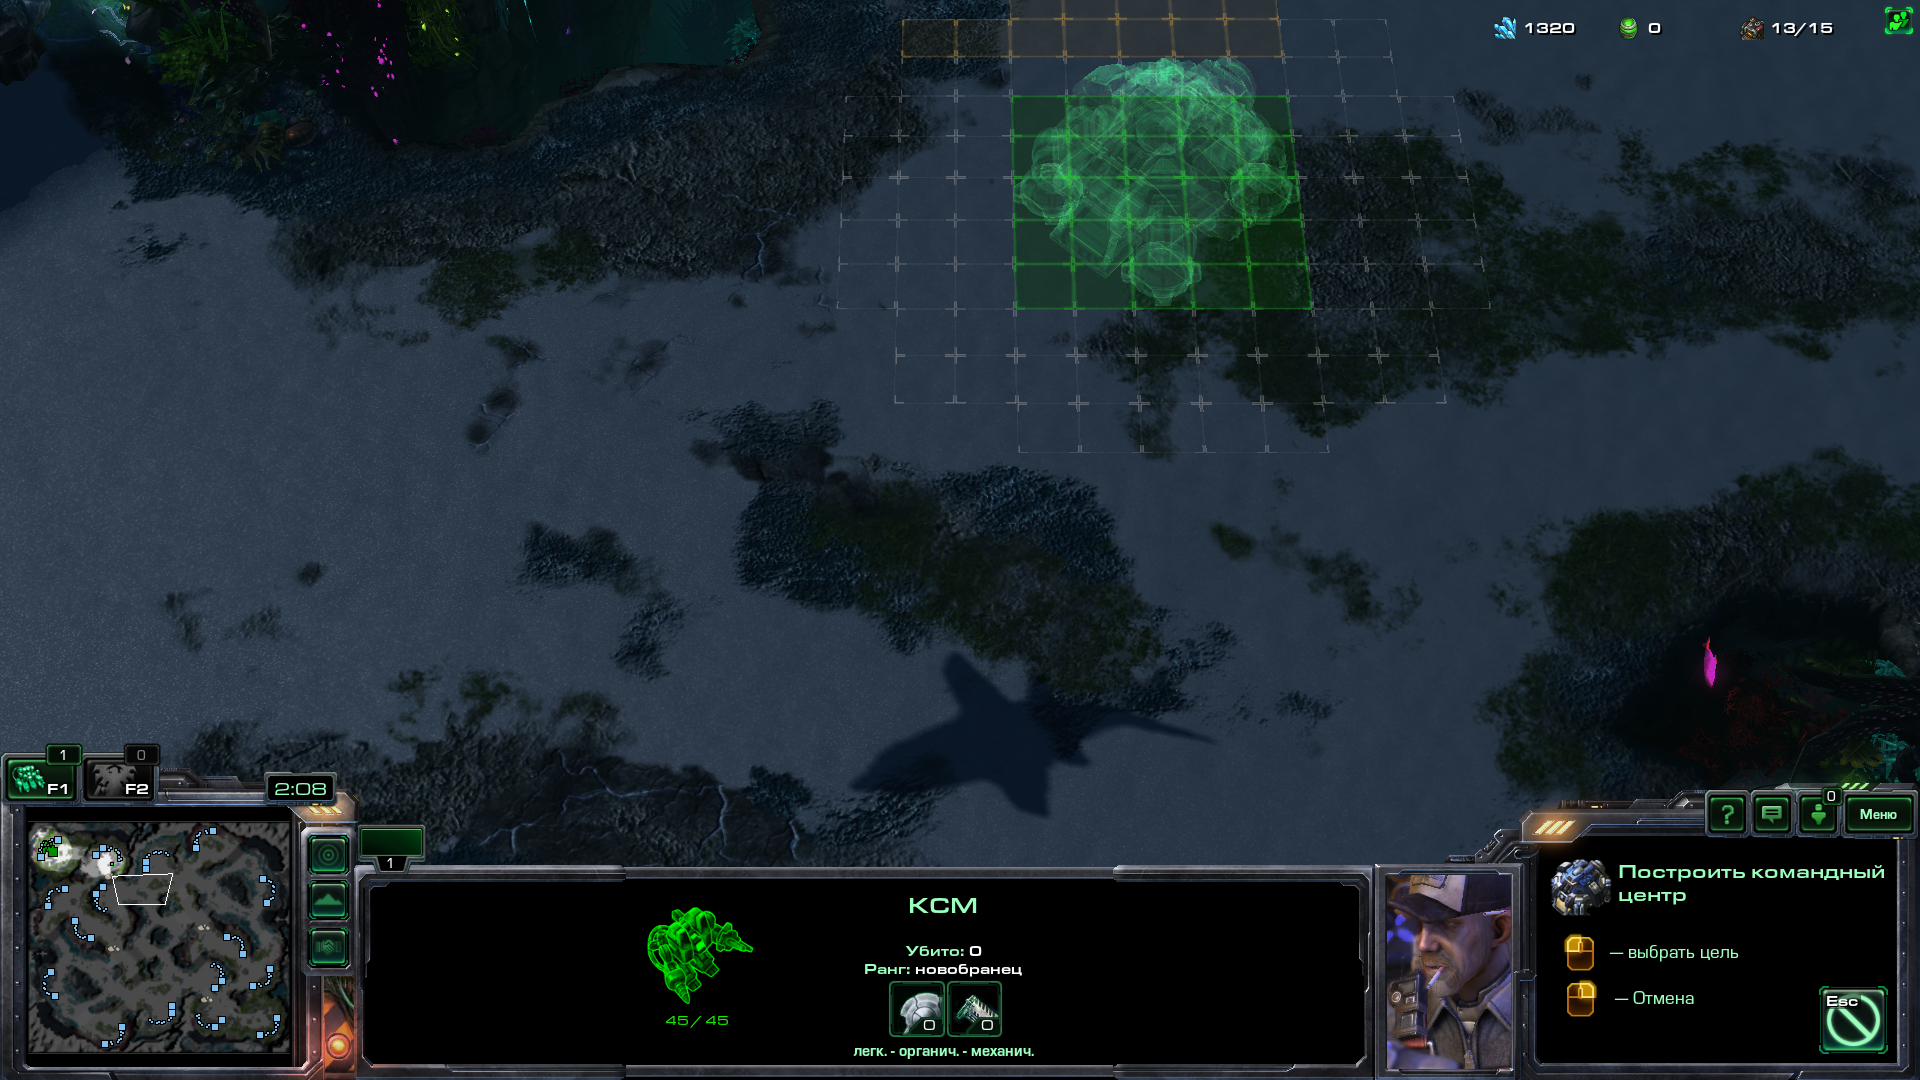 1320
0
13/15
1
0
F1
F2
2:08
1
КСМ
Убито: 0
Ранг: новобранец
0
0
45/45
легк. - органич. - механич.
0
?
Меню
Построить командный
центр
— выбрать цель
— Отмена
Esc